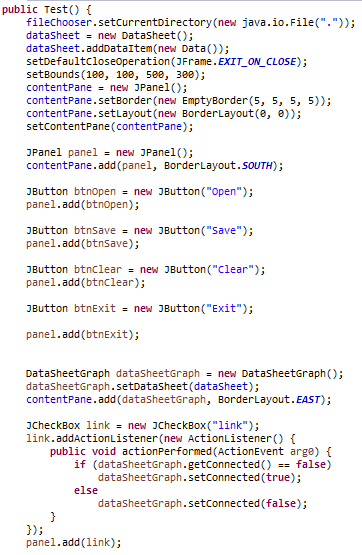 public Test() {
fileChooser.setCurrentDirectory(new java.io.File("."));
dataSheet = new DataSheet();
dataSheet.addDataItem(new Data());
setDefaultCloseOperation(JFrame.EXIT_ON_CLOSE);
setBounds(100, 100, 500, 300);
contentPane = new JPanel();
contentPane.setBorder(new EmptyBorder(5, 5, 5, 5));
contentPane.setLayout(new BorderLayout(0, 0));
setContentPane(contentPane);
JPanel panel = new JPanel();
contentPane.add(panel, BorderLayout.SOUTH);
JButton btnOpen = new JButton("Open");
panel.add(btnOpen);
JButton btnSave = new JButton("Save");
panel.add(btnSave);
JButton btnClear = new JButton("Clear");
panel.add(btnClear);
JButton btnExit = new JButton("Exit");
panel.add(btnExit);
DataSheetGraph dataSheetGraph = new DataSheetGraph();
dataSheetGraph.setDataSheet(dataSheet);
contentPane.add(dataSheetGraph, BorderLayout.EAST);
JCheckBox link = new JCheckBox("link");
link.addActionListener(new ActionListener() {
public void actionPerformed(ActionEvent arg0) {
if (dataSheetGraph.getConnected() == false)
dataSheetGraph.setConnected(true);
else
dataSheetGraph.setConnected(false);
}
});
panel.add(link);